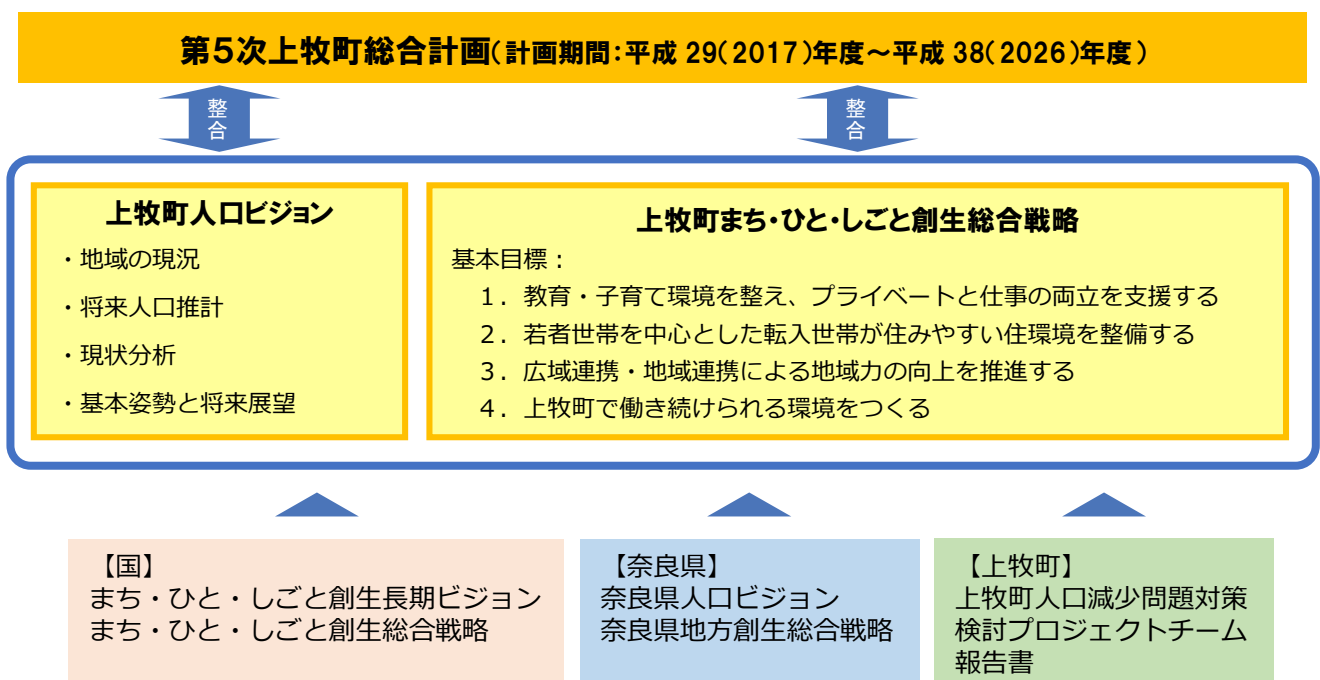 第5次上牧町総合計画(計画期間:平成 29(2017)年度～平成 38(2026)年度)
整合
整合
上牧町人口ビジョン
・地域の現況
・将来人口推計
・現状分析
・基本姿勢と将来展望
上牧町まち・ひと・しごと創生総合戦略
基本目標：
１．教育・子育て環境を整え、プライベートと仕事の両立を支援する
２．若者世帯を中心とした転入世帯が住みやすい住環境を整備する
３．広域連携・地域連携による地域力の向上を推進する
４．上牧町で働き続けられる環境をつくる
【国】
まち・ひと・しごと創生長期ビジョン
まち・ひと・しごと創生総合戦略
【奈良県】
奈良県人口ビジョン
奈良県地方創生総合戦略
【上牧町】
上牧町人口減少問題対策
検討プロジェクトチーム
報告書